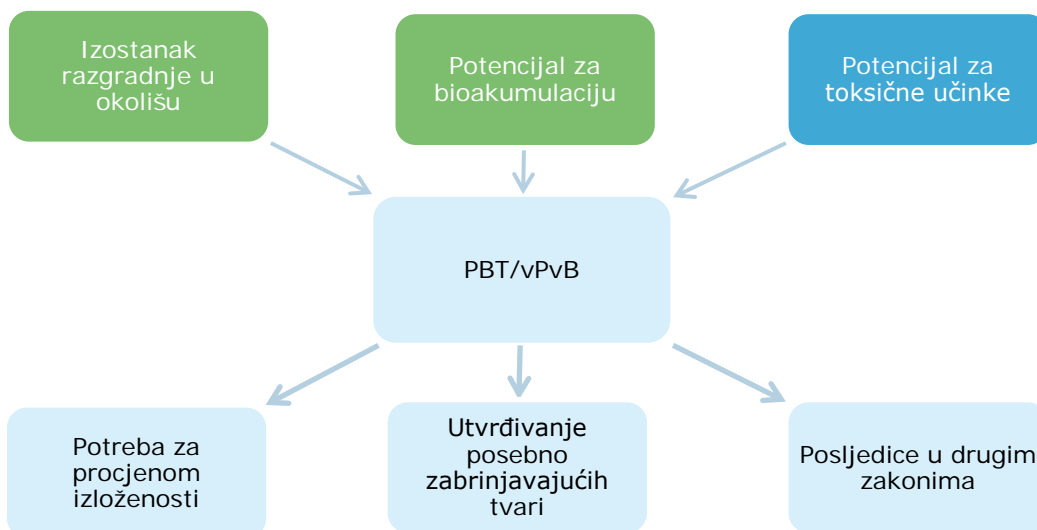 Izostanak
razgradnje u
okolišu
Potencijal za
bioakumulaciju
Potencijal za
toksične učinke
PBT/vPvB
Potreba za
procjenom
izloženosti
Utvrđivanje
posebno
zabrinjavajućih
tvari
Posljedice u drugim
zakonima